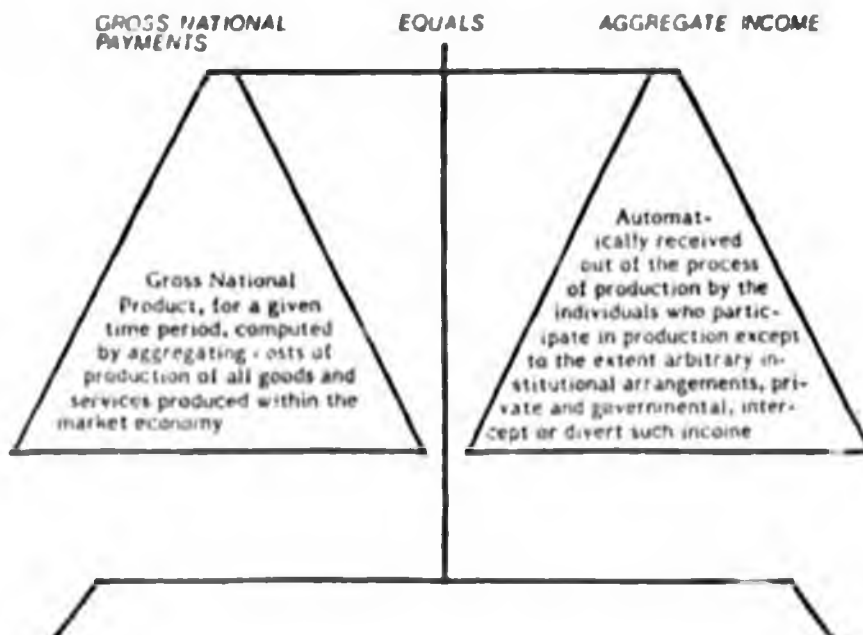 GROSS NATIONAL PAYMENTS
EQUALS
AGGREGATE INCOME
Gross National
Product, for a given
time period, computed
by aggregating costs of
production of all goods and
services produced within the
market economy
Automat-
ically received
out of the process
of production by the
individuals who partic-
ipate in production except
to the extent arbitrary in-
stitutional arrangements, pri-
vate and governmental, inter-
cept or divert such income